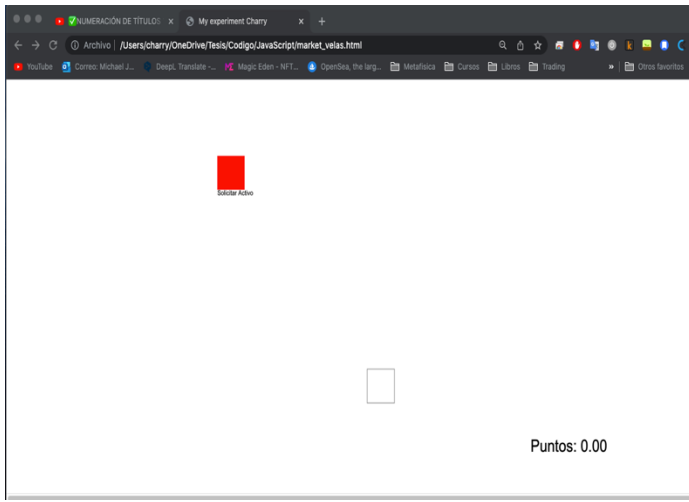 NUMERACIÓN DE TÍTULOS
My experiment Charry
Archivo | /Users/charry/OneDrive/Tesis/Codigo/JavaScript/market_velas.html
YouTube Correo: Michael J... DeepL Translate -... Magic Eden - NFT... OpenSea, the larg... Metafisica Cursos Libros Trading » Otros favoritos
Solicitar Activo
Puntos: 0.00